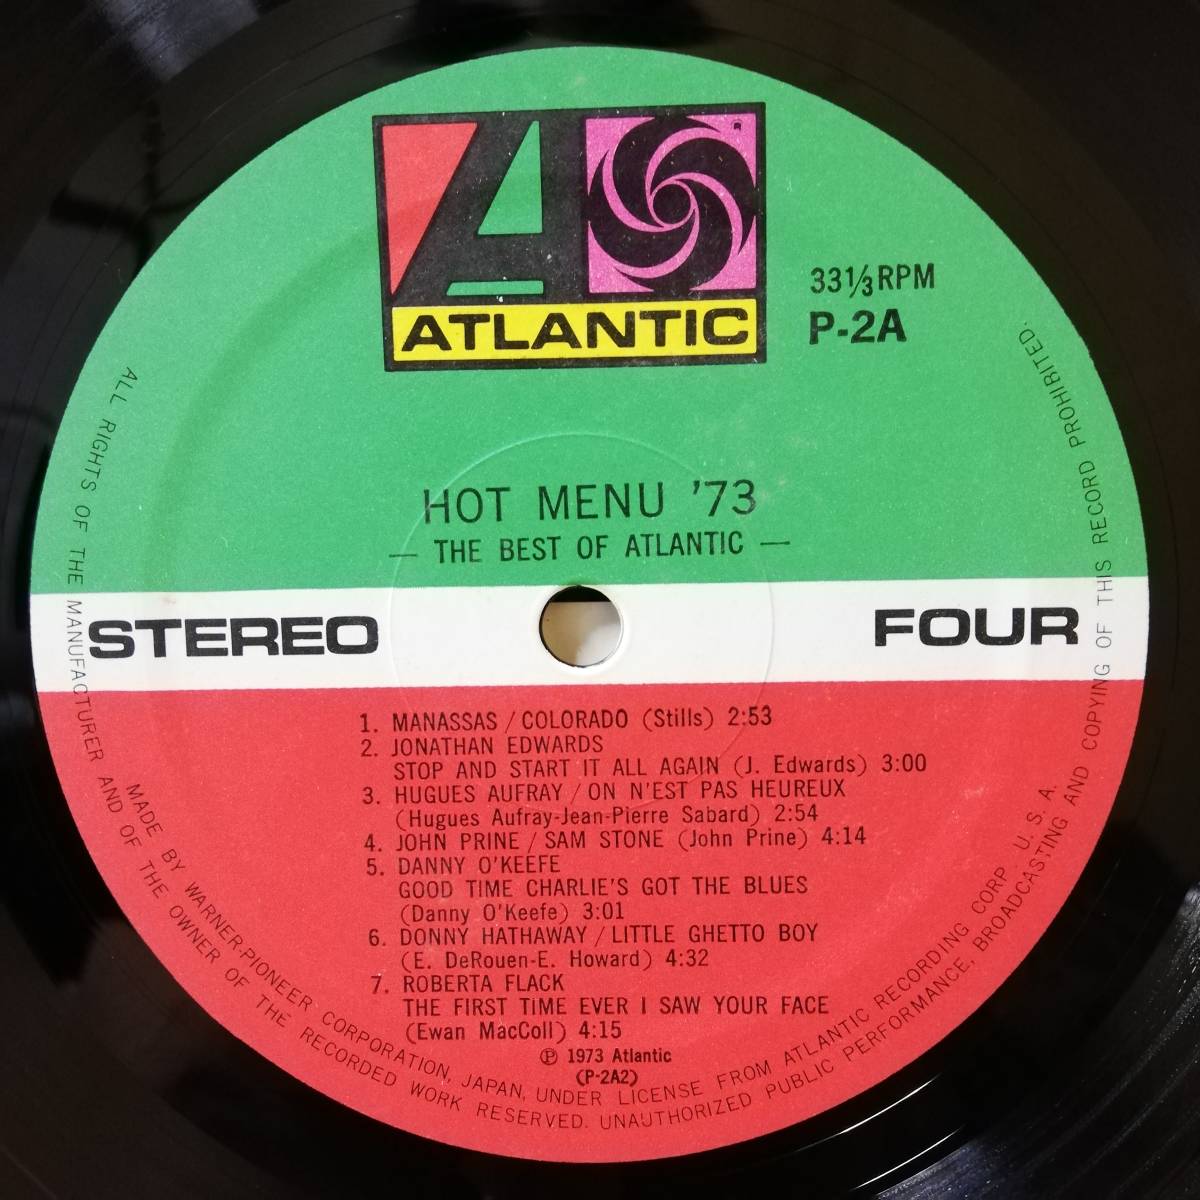 ATLANTIC
33⅓ RPM
P-2A
HOT MENU '73
— THE BEST OF ATLANTIC —
STEREO
FOUR
1. MANASSAS / COLORADO (Stills) 2:53
2. JONATHAN EDWARDS
STOP AND START IT ALL AGAIN (J. Edwards) 3:00
3. HUGUES AUFRAY / ON N'EST PAS HEUREUX
(Hugues Aufray-Jean-Pierre Sabard) 2:54
4. JOHN PRINE / SAM STONE (John Prine) 4:14
5. DANNY O'KEEFE
GOOD TIME CHARLIE'S GOT THE BLUES
(Danny O'Keefe) 3:01
6. DONNY HATHAWAY / LITTLE GHETTO BOY
(E. DeRouen-E. Howard) 4:32
7. ROBERTA FLACK
THE FIRST TIME EVER I SAW YOUR FACE
(Ewan MacColl) 4:15
Ⓟ 1973 Atlantic
(P-2A2)
MADE BY WARNER-PIONEER CORPORATION, JAPAN, UNDER LICENSE FROM ATLANTIC RECORDING CORP. U. S. A.
ALL RIGHTS OF THE MANUFACTURER AND OF THE OWNER OF THE RECORDED WORK RESERVED. UNAUTHORIZED PUBLIC PERFORMANCE, BROADCASTING AND COPYING OF THIS RECORD PROHIBITED.